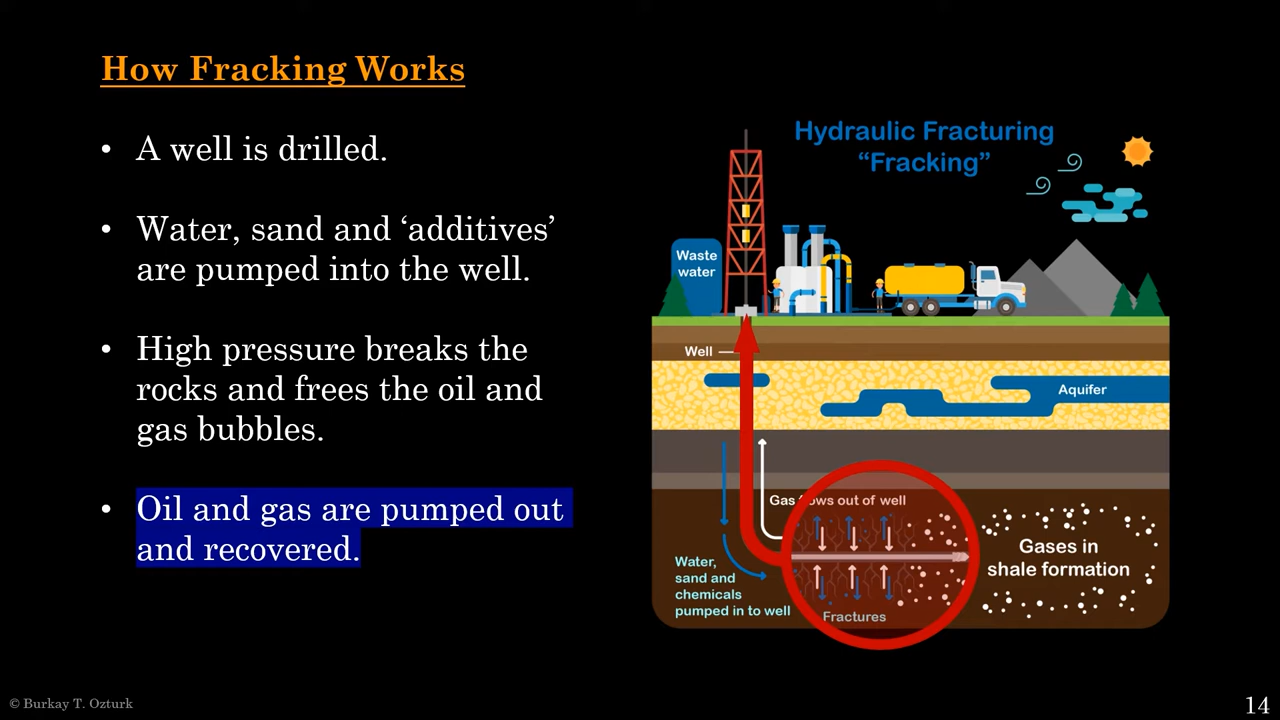 How Fracking Works
• A well is drilled.
• Water, sand and ‘additives’
are pumped into the well.
• High pressure breaks the
rocks and frees the oil and
gas bubbles.
• Oil and gas are pumped out
and recovered.
Hydraulic Fracturing
“Fracking”
Waste
water
Well
Aquifer
Gas flows out of well
Gases in
shale formation
Water,
sand and
chemicals
pumped in to well
Fractures
© Burkay T. Ozturk
14